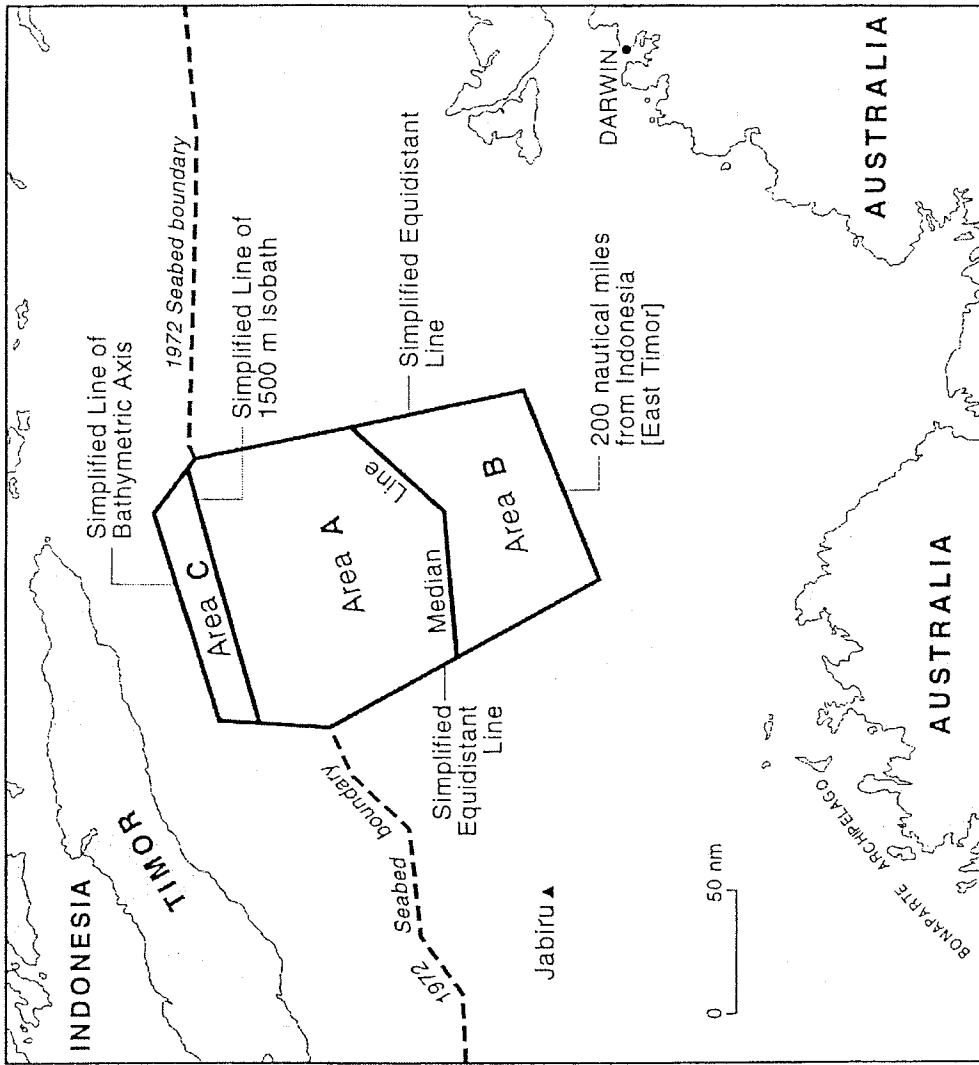 INDONESIA
TIMOR
Simplified Line of
Bathymetric Axis
1972 Seabed boundary
Simplified Line of
1500 m Isobath
Area C
Area A
Median
Line
Area B
Simplified Equidistant
Line
Simplified
Equidistant
Line
1972
Seabed
boundary
Jabiru
200 nautical miles
from Indonesia
[East Timor]
DARWIN
AUSTRALIA
AUSTRALIA
BONAPARTE ARCHIPELAGO
0
50 nm